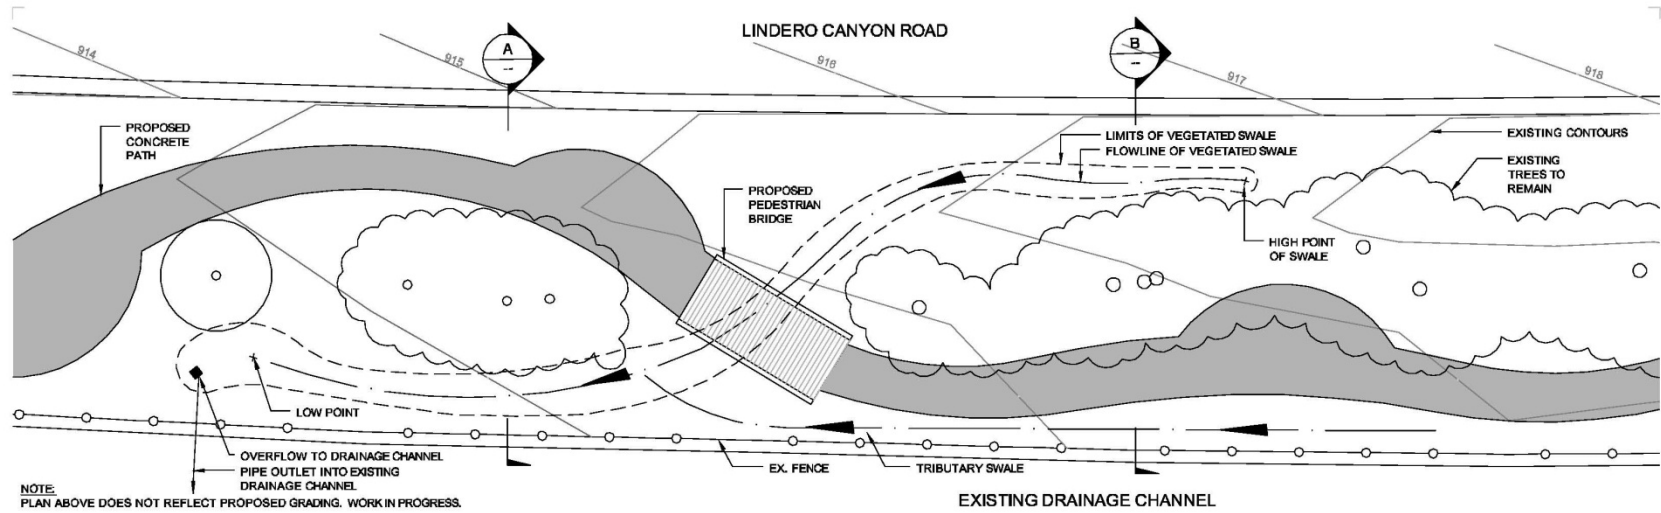 LINDERO CANYON ROAD
914
915
916
917
918
A
--
B
--
PROPOSED
CONCRETE
PATH
LIMITS OF VEGETATED SWALE
FLOWLINE OF VEGETATED SWALE
EXISTING CONTOURS
EXISTING
TREES TO
REMAIN
PROPOSED
PEDESTRIAN
BRIDGE
HIGH POINT
OF SWALE
LOW POINT
OVERFLOW TO DRAINAGE CHANNEL
PIPE OUTLET INTO EXISTING
DRAINAGE CHANNEL
EX. FENCE
TRIBUTARY SWALE
EXISTING DRAINAGE CHANNEL
NOTE:
PLAN ABOVE DOES NOT REFLECT PROPOSED GRADING. WORK IN PROGRESS.